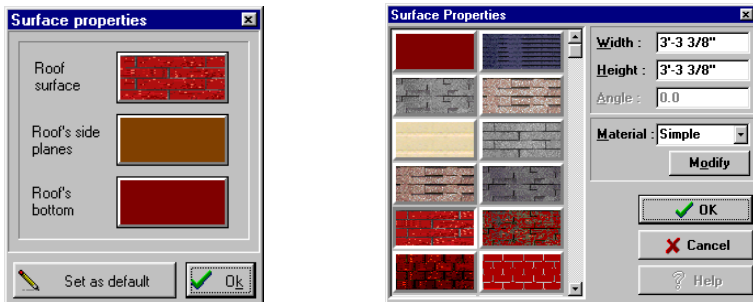 Surface properties
Roof
surface
Roof's side
planes
Roof's
bottom
Set as default
Ok
Surface Properties
Width :
3'-3 3/8"
Height :
3'-3 3/8"
Angle :
0.0
Material :
Simple
Modify
OK
Cancel
Help